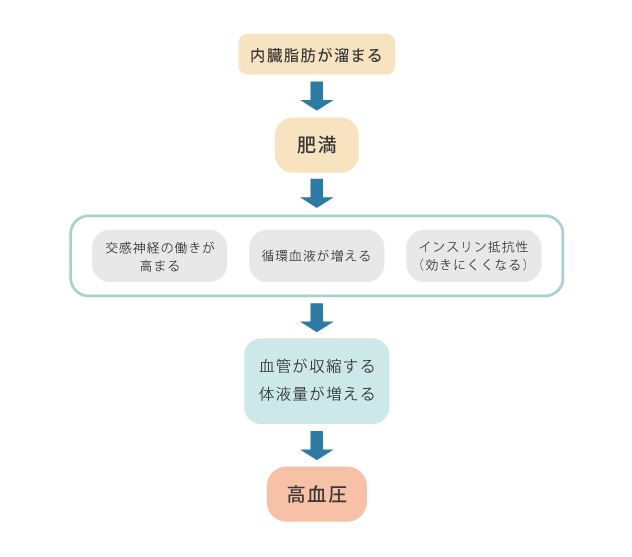 内臓脂肪が溜まる
肥満
交感神経の働きが
高まる
循環血液が増える
インスリン抵抗性
（効きにくくなる）
血管が収縮する
体液量が増える
高血圧